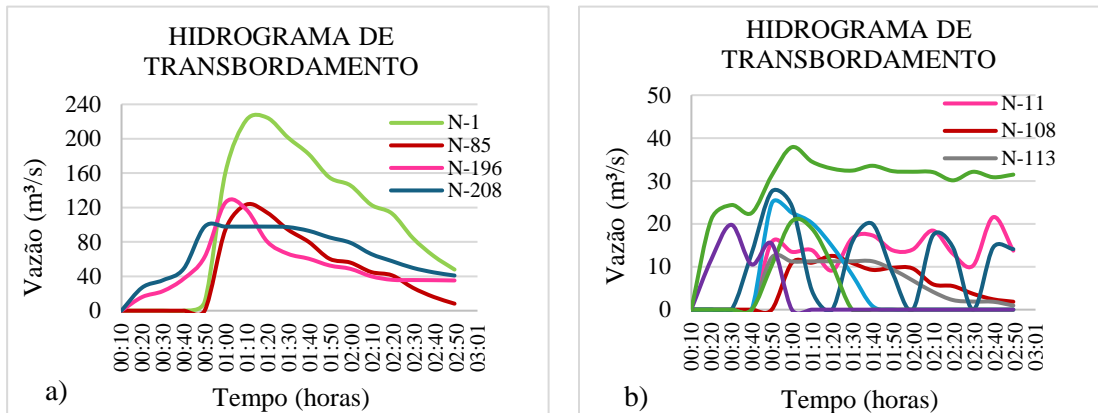 HIDROGRAMA DE
TRANSBORDAMENTO
Vazão (m³/s)
240
200
160
120
80
40
0
N-1
N-85
N-196
N-208
00:10
00:20
00:30
00:40
00:50
01:00
01:10
01:20
01:30
01:40
01:50
02:00
02:10
02:20
02:30
02:40
02:50
03:01
a)
Tempo (horas)
HIDROGRAMA DE
TRANSBORDAMENTO
Vazão (m³/s)
50
40
30
20
10
0
N-11
N-108
N-113
00:10
00:20
00:30
00:40
00:50
01:00
01:10
01:20
01:30
01:40
01:50
02:00
02:10
02:20
02:30
02:40
02:50
03:01
b)
Tempo (horas)